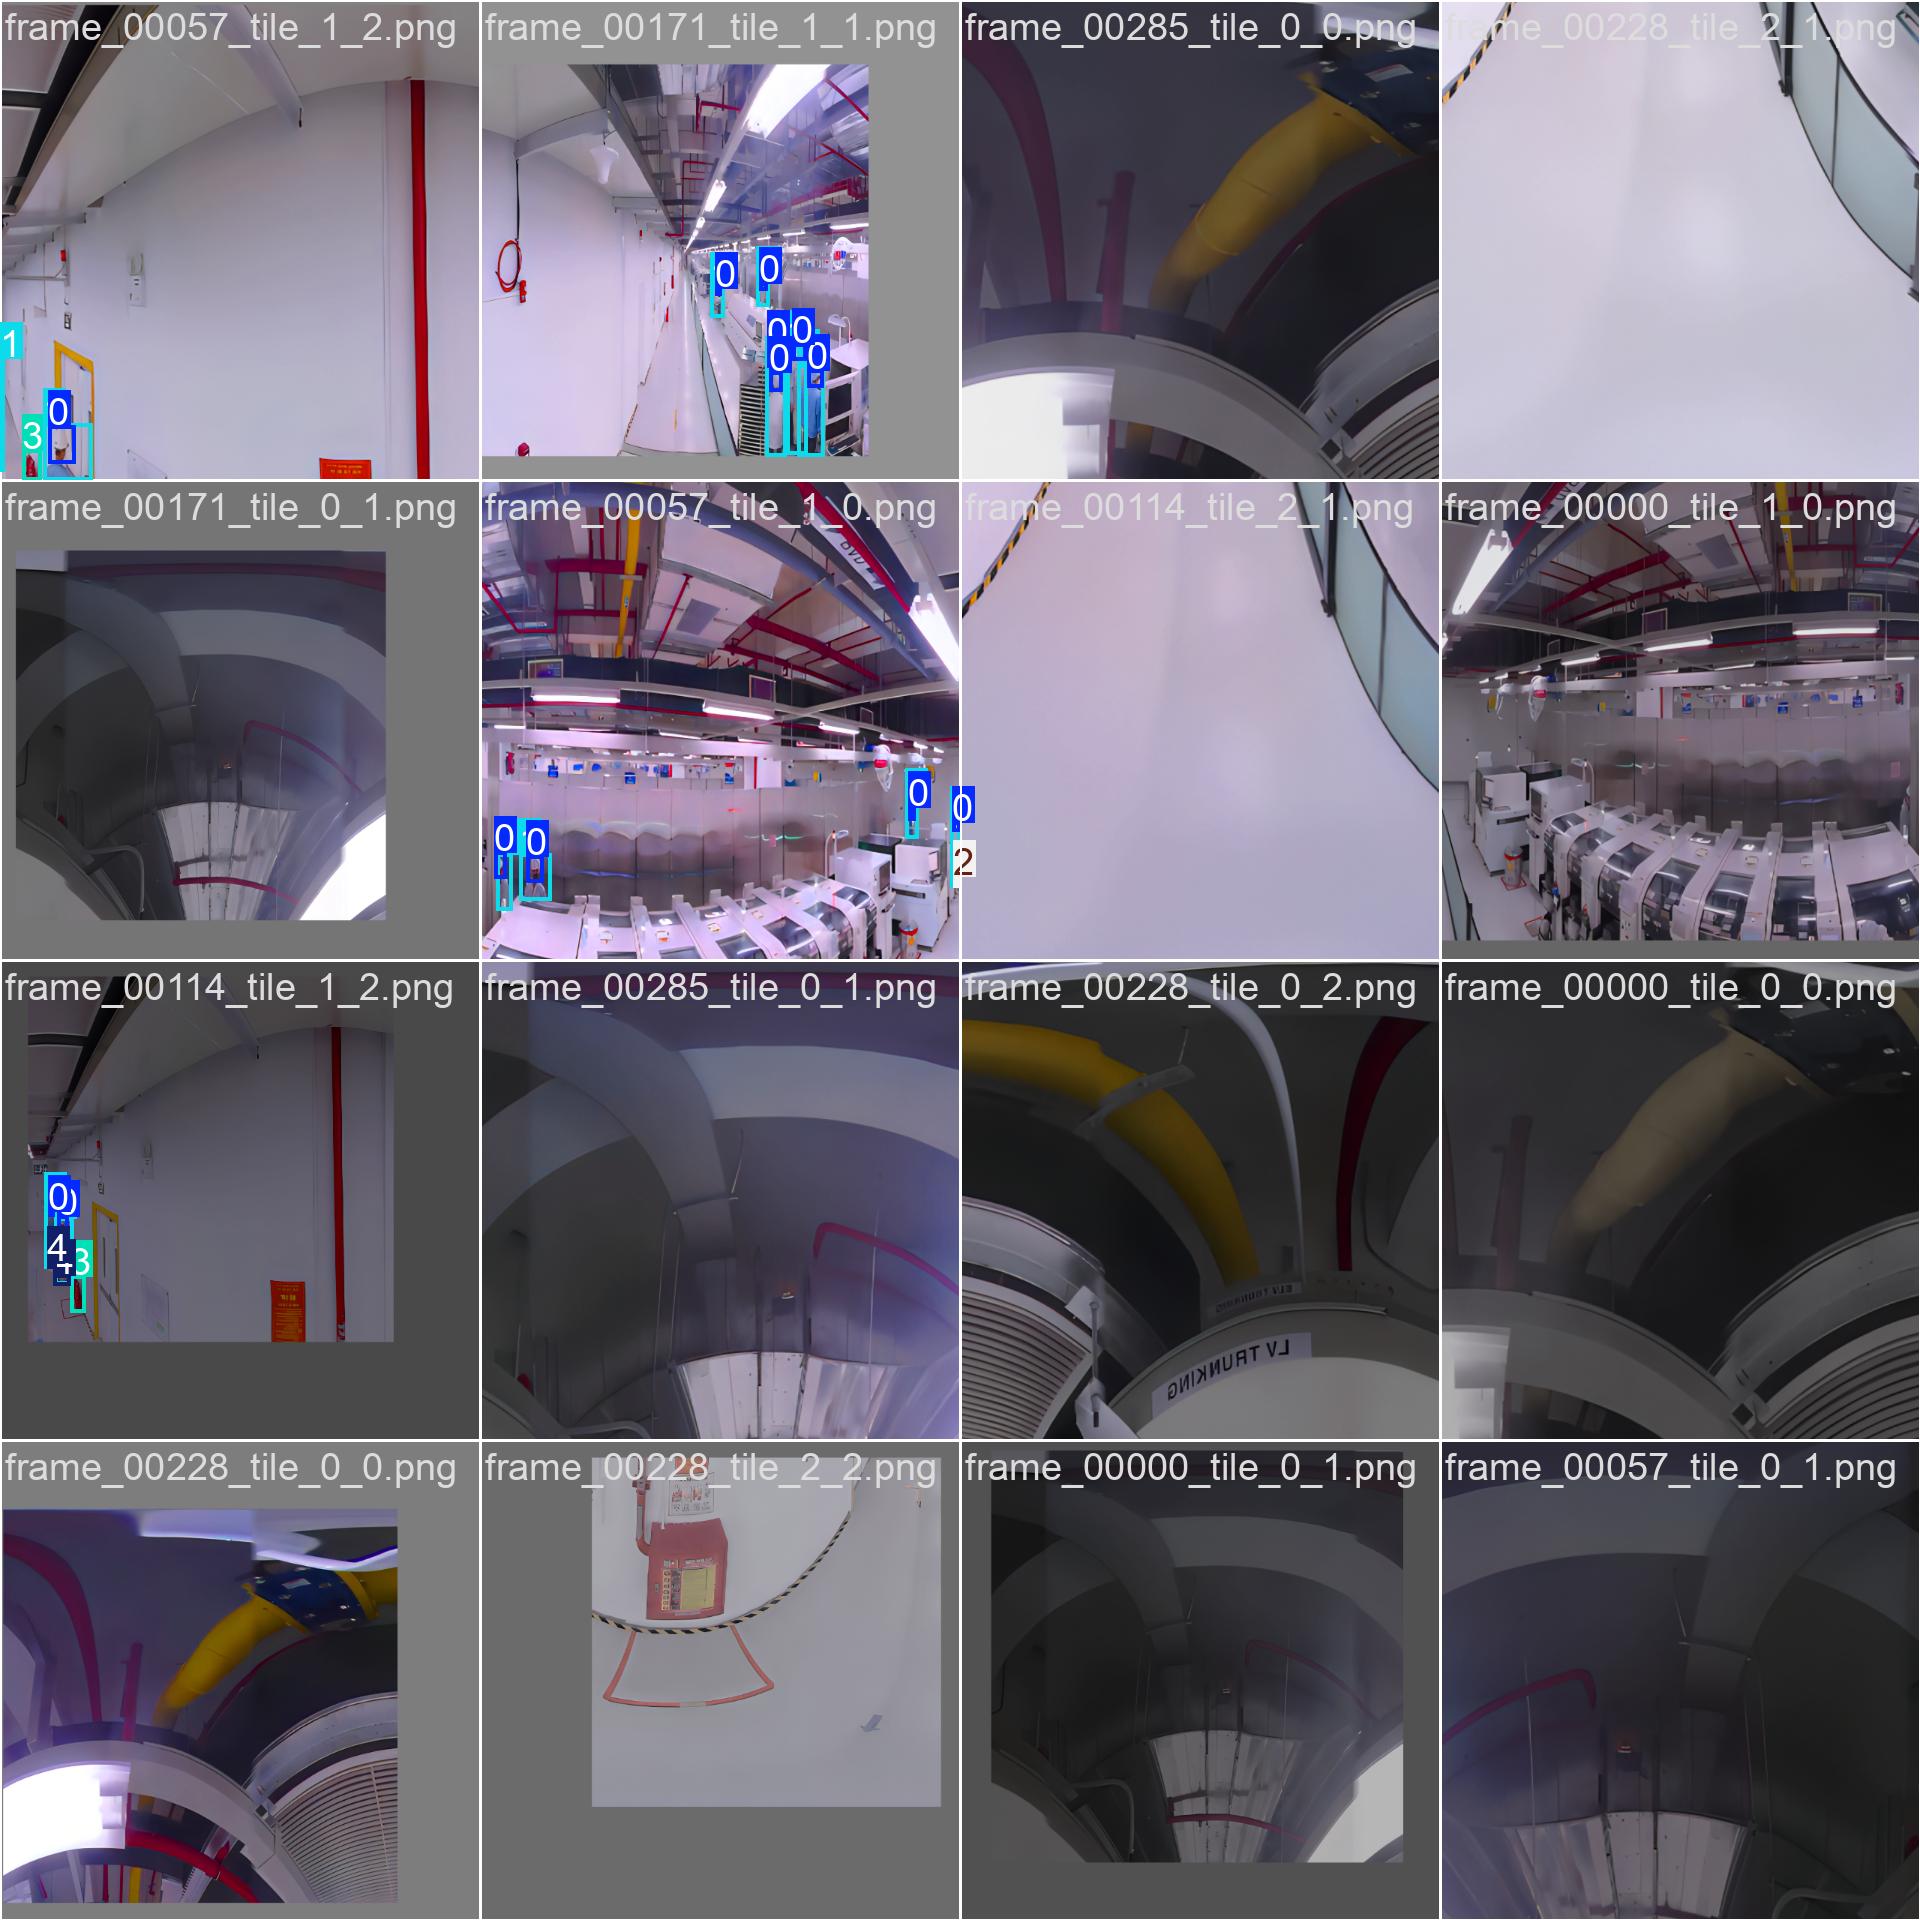 frame_00057_tile_1_2.png
frame_00171_tile_1_1.png
frame_00285_tile_0_0.png
frame_00228_tile_2_1.png
1
0
3
0
0
0
0
0
0
frame_00171_tile_0_1.png
frame_00057_tile_1_0.png
frame_00114_tile_2_1.png
frame_00000_tile_1_0.png
0
0
0
0
2
frame_00114_tile_1_2.png
frame_00285_tile_0_1.png
frame_00228_tile_0_2.png
frame_00000_tile_0_0.png
0
4
3
ELV TRUNKING
LV TRUNKING
frame_00228_tile_0_0.png
frame_00228_tile_2_2.png
frame_00000_tile_0_1.png
frame_00057_tile_0_1.png